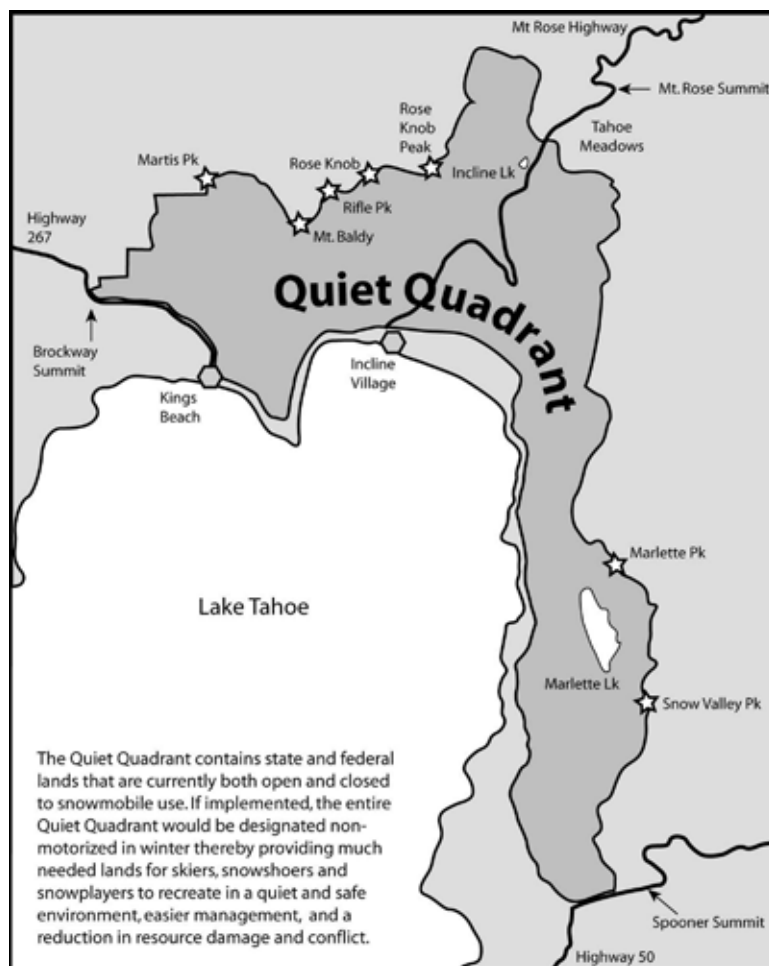 Mt Rose Highway
Mt. Rose Summit
Rose
Knob
Peak
Tahoe
Meadows
Martis Pk
Rose Knob
Incline Lk
Rifle Pk
Highway
267
Mt. Baldy
Quiet Quadrant
Brockway
Summit
Incline
Village
Kings
Beach
Marlette Pk
Lake Tahoe
Marlette Lk
Snow Valley Pk
The Quiet Quadrant contains state and federal
lands that are currently both open and closed
to snowmobile use. If implemented, the entire
Quiet Quadrant would be designated non-
motorized in winter thereby providing much
needed lands for skiers, snowshoers and
snowplayers to recreate in a quiet and safe
environment, easier management, and a
reduction in resource damage and conflict.
Spooner Summit
Highway 50